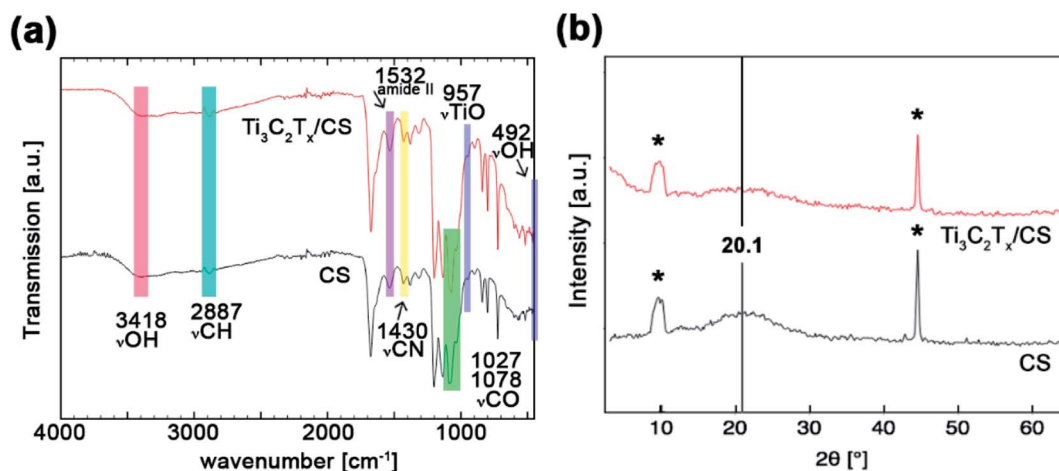 (a)
Transmission [a.u.]
1532
amide II
957
νTiO
492
νOH
Ti₃C₂Tₓ/CS
CS
3418
νOH
2887
νCH
1430
νCN
1027
1078
νCO
4000
3000
2000
1000
wavenumber [cm⁻¹]
(b)
Intensity [a.u.]
*
*
Ti₃C₂Tₓ/CS
20.1
*
*
CS
10
20
30
40
50
60
2θ [°]